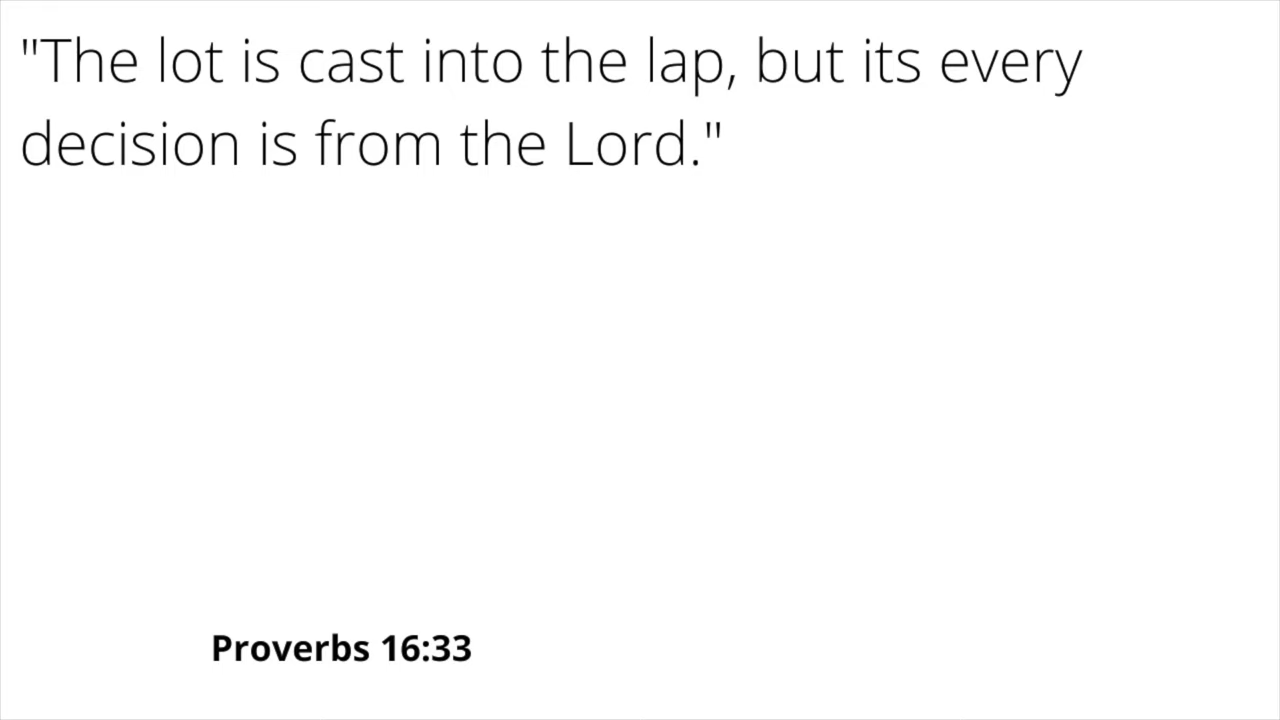 "The lot is cast into the lap, but its every
decision is from the Lord."
Proverbs 16:33